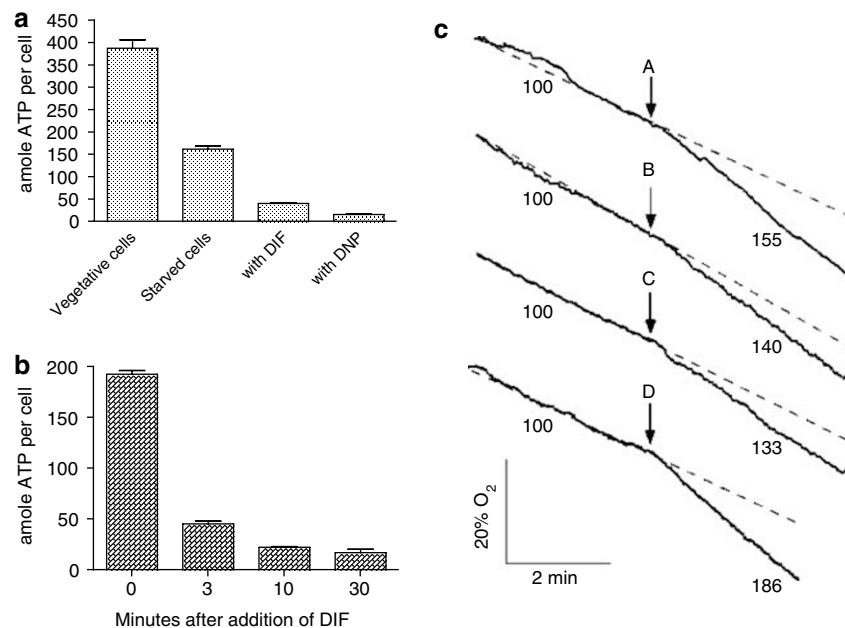 a
amole ATP per cell
450
400
350
300
250
200
150
100
50
0
Vegetative cells
Starved cells
with DIF
with DNP
b
amole ATP per cell
200
150
100
50
0
0 3 10 30
Minutes after addition of DIF
c
A
100
155
B
100
140
C
100
133
D
100
186
20% O₂
2 min